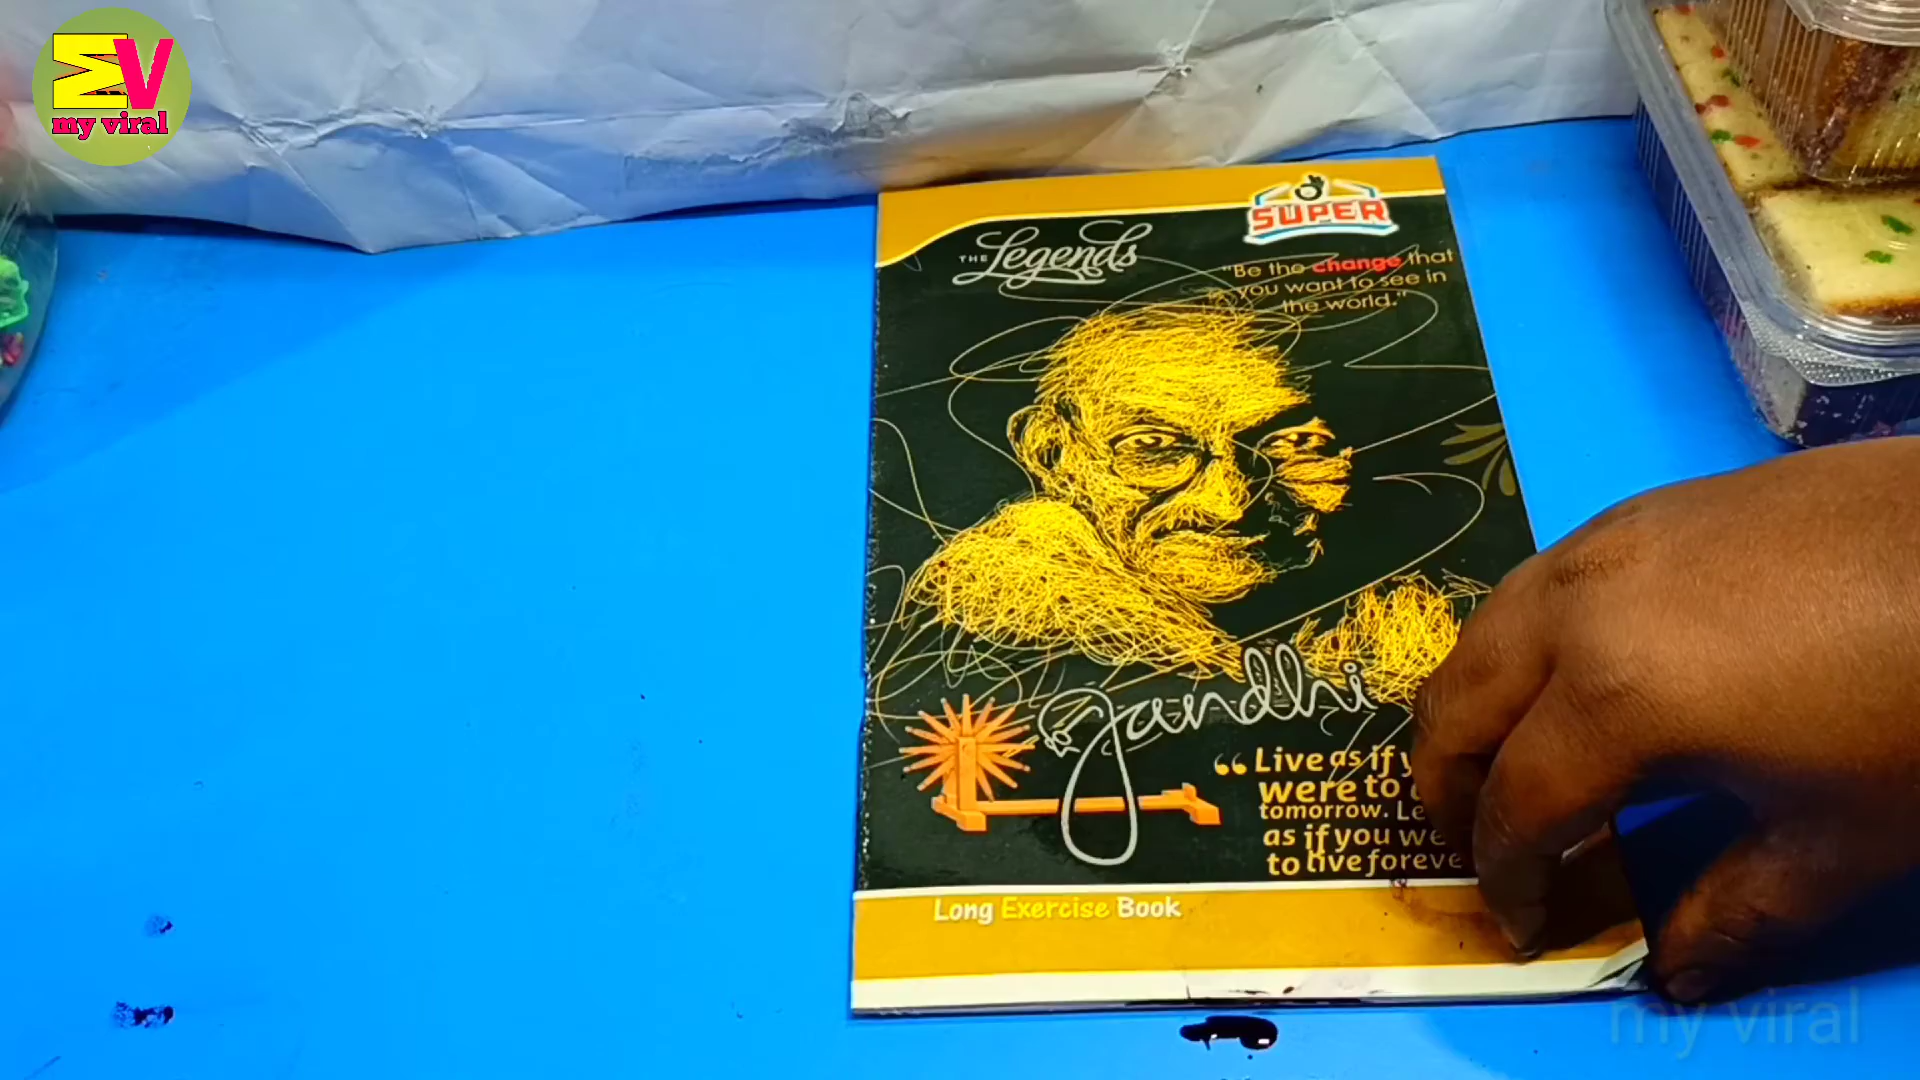 MV
my viral
SUPER
THE Legends
"Be the change that
you want to see in
the world."
gandhi
“Live as if y
were to
tomorrow. Le
as if you we
to live foreve
Long Exercise Book
my viral